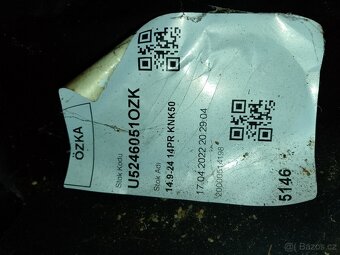 ÖZKA
Stok Kodu
U5246051OZK
Stok Adı
14.9-24 14PR KNK50
17.04.2022 20:29:04
5146
© Bazos.cz